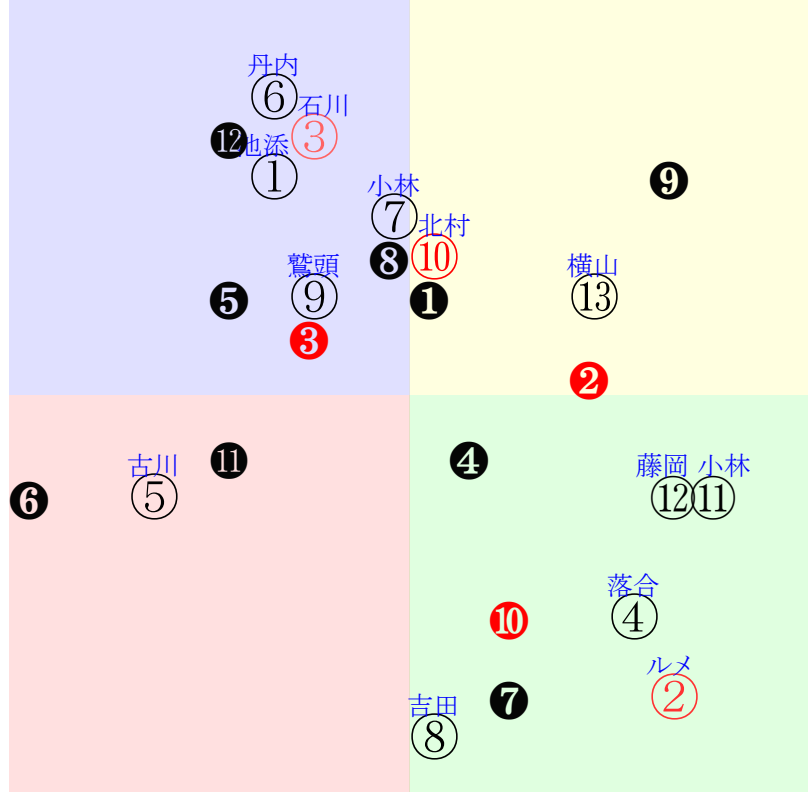 丹内
⑥
石川
③
⓬
池添
①
❾
小林
⑦
北村
⑩
❽
鷲頭
⑨
横山
⑬
❺
❶
❸
❷
古川
⑤
⓫
❹
藤岡
⑫
小林
⑪
❻
落合
④
❿
ルメ
②
❼
吉田
⑧